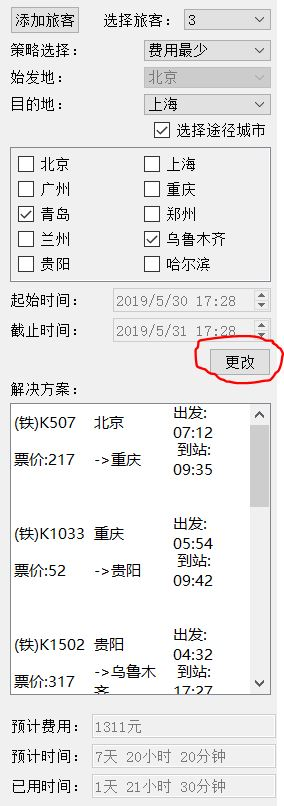 添加旅客 选择旅客: 3
策略选择: 费用最少
始发地: 北京
目的地: 上海
选择途径城市
北京 上海
广州 重庆
青岛 郑州
兰州 乌鲁木齐
贵阳 哈尔滨
起始时间: 2019/5/30 17:28
截止时间: 2019/5/31 17:28
更改
解决方案:
(铁)K507 北京 出发:
07:12
票价:217 ->重庆 到站:
09:35
(铁)K1033 重庆 出发:
05:54
票价:52 ->贵阳 到站:
09:42
(铁)K1502 贵阳 出发:
04:32
票价:317 ->乌鲁木齐 到站:
17:27
预计费用: 1311元
预计时间: 7天 20小时 20分钟
已用时间: 1天 21小时 30分钟